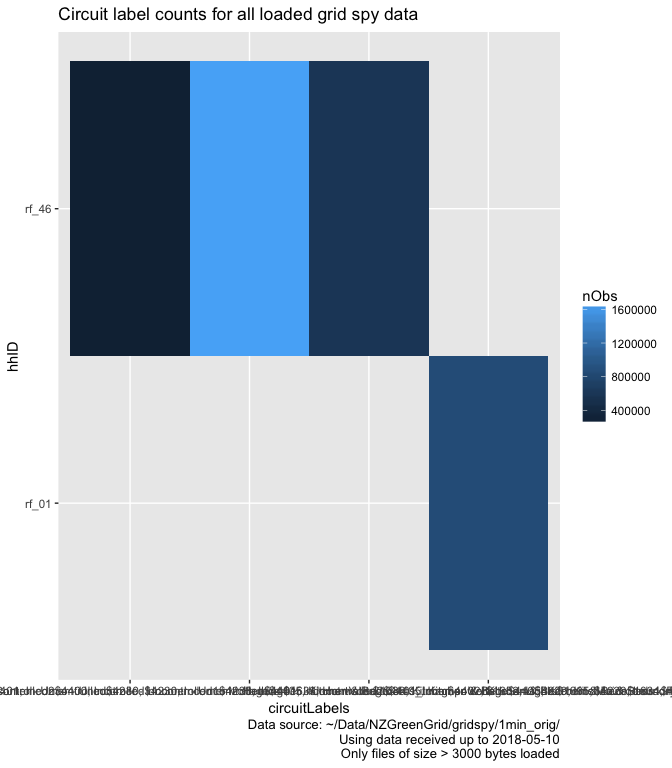 Circuit label counts for all loaded grid spy data
rf_46
hhID
rf_01
nObs
1600000
1200000
800000
400000
circuitLabels
Data source: ~/Data/NZGreenGrid/gridspy/1min_orig/
Using data received up to 2018-05-10
Only files of size > 3000 bytes loaded